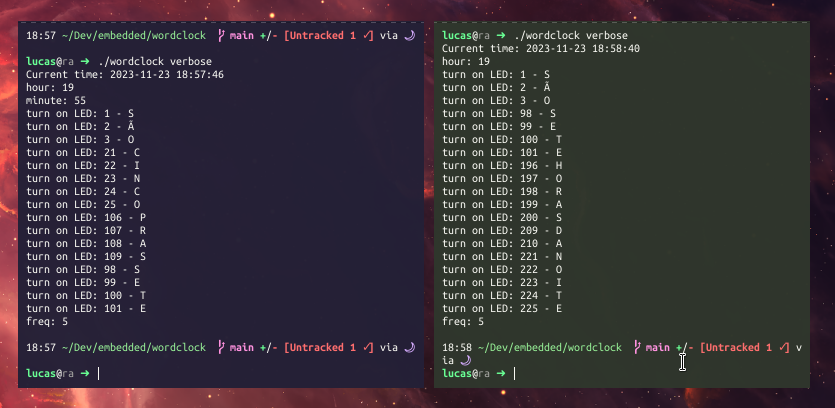 18:57 ~/Dev/embedded/wordclock main +/- [Untracked 1 ✓] via 🌙
lucas@ra ➜ ./wordclock verbose
Current time: 2023-11-23 18:57:46
hour: 19
minute: 55
turn on LED: 1 - S
turn on LED: 2 - Ã
turn on LED: 3 - O
turn on LED: 21 - C
turn on LED: 22 - I
turn on LED: 23 - N
turn on LED: 24 - C
turn on LED: 25 - O
turn on LED: 106 - P
turn on LED: 107 - R
turn on LED: 108 - A
turn on LED: 109 - S
turn on LED: 98 - S
turn on LED: 99 - E
turn on LED: 100 - T
turn on LED: 101 - E
freq: 5
18:57 ~/Dev/embedded/wordclock main +/- [Untracked 1 ✓] via 🌙
lucas@ra ➜
lucas@ra ➜ ./wordclock verbose
Current time: 2023-11-23 18:58:40
hour: 19
turn on LED: 1 - S
turn on LED: 2 - Ã
turn on LED: 3 - O
turn on LED: 98 - S
turn on LED: 99 - E
turn on LED: 100 - T
turn on LED: 101 - E
turn on LED: 196 - H
turn on LED: 197 - O
turn on LED: 198 - R
turn on LED: 199 - A
turn on LED: 200 - S
turn on LED: 209 - D
turn on LED: 210 - A
turn on LED: 221 - N
turn on LED: 222 - O
turn on LED: 223 - I
turn on LED: 224 - T
turn on LED: 225 - E
freq: 5
18:58 ~/Dev/embedded/wordclock main +/- [Untracked 1 ✓] v
ia 🌙
lucas@ra ➜